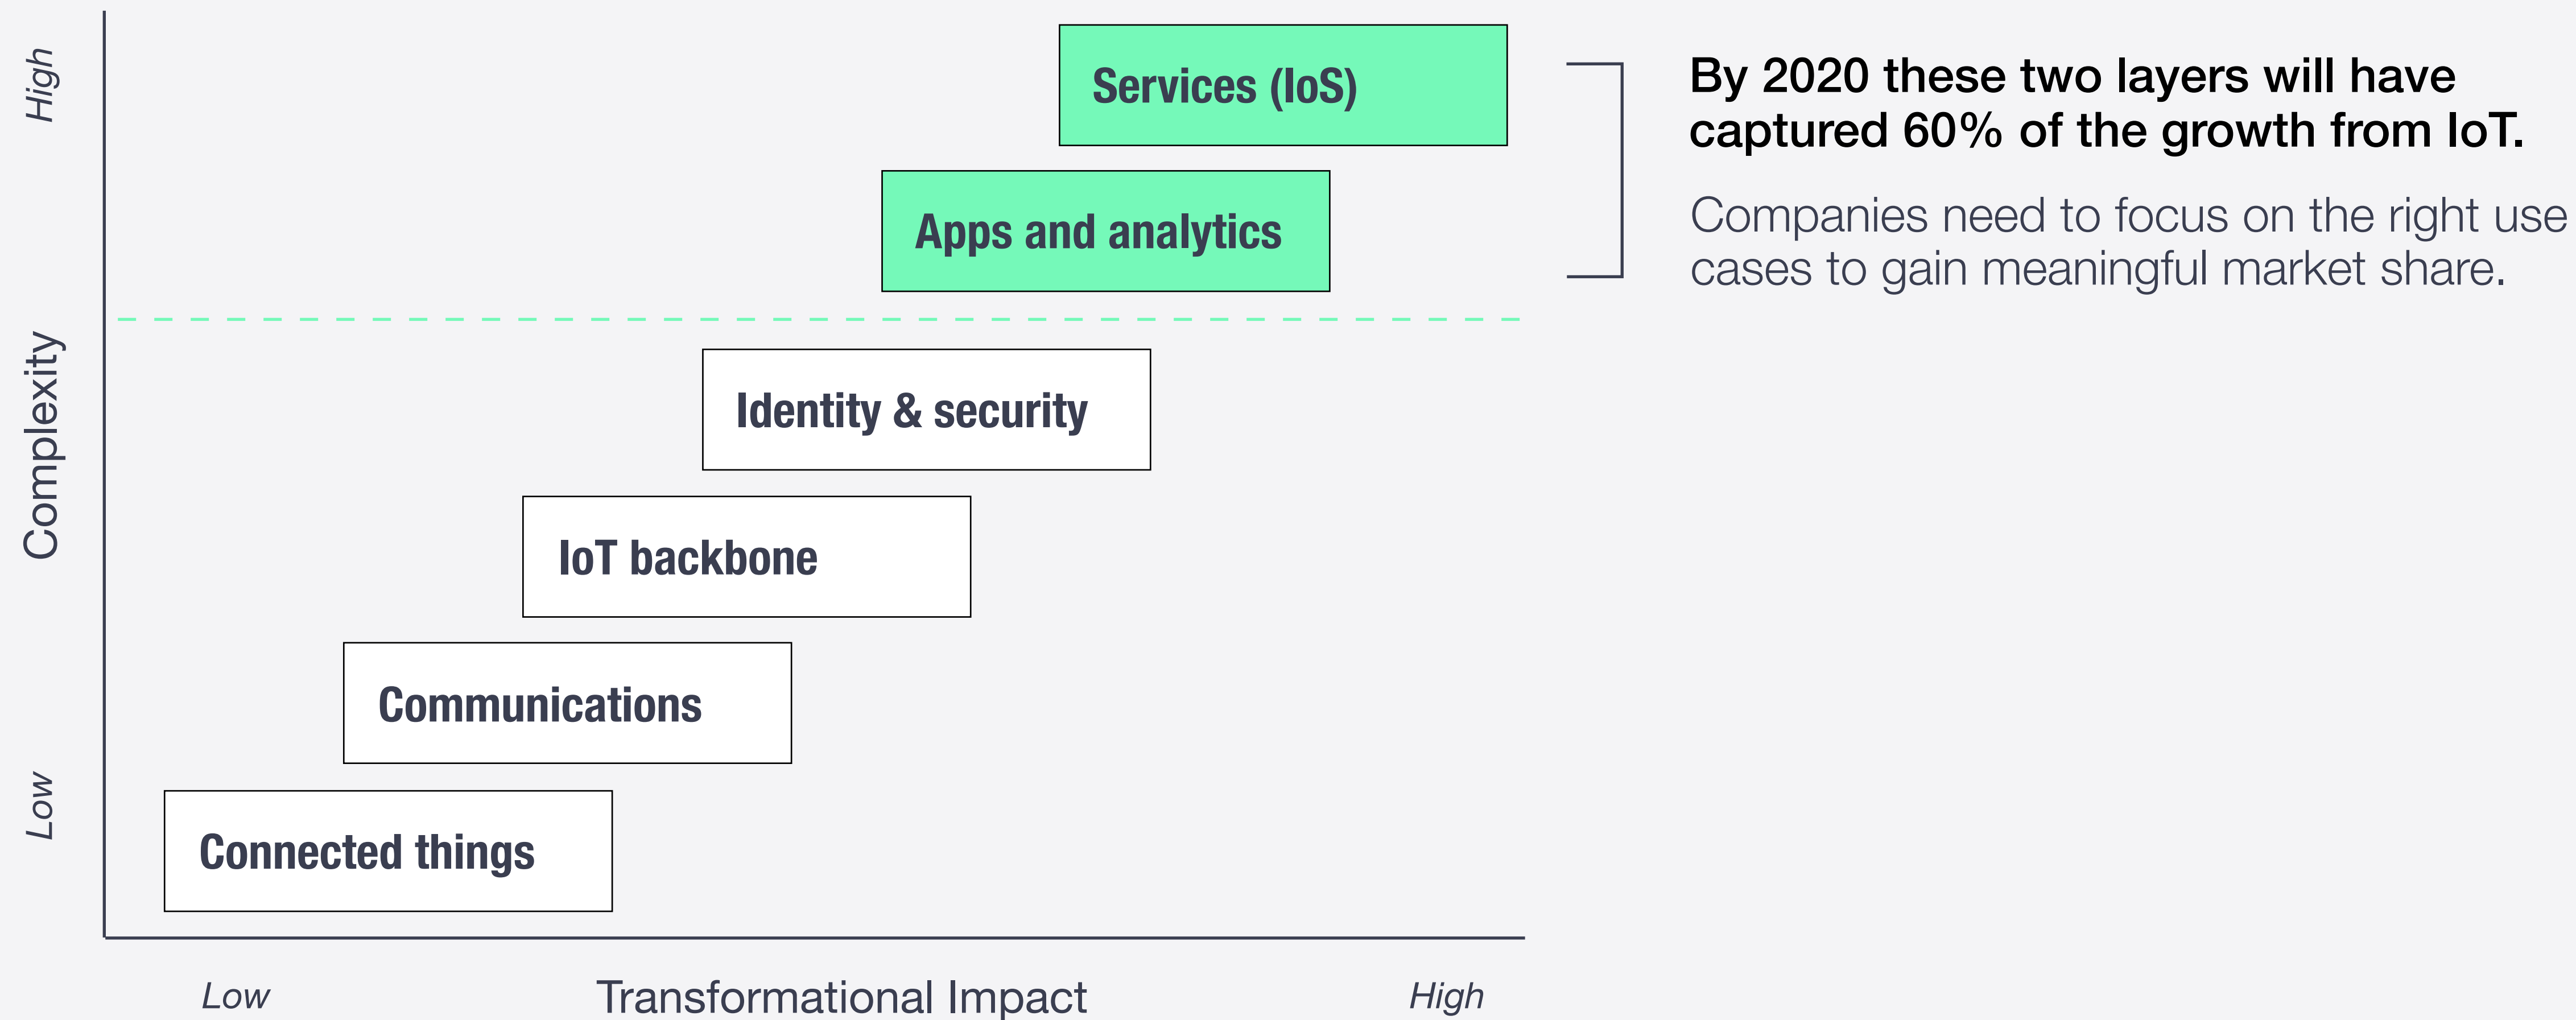 High
Complexity
Low
Services (IoS)
Apps and analytics
Identity & security
IoT backbone
Communications
Connected things
Low
Transformational Impact
High
By 2020 these two layers will have
captured 60% of the growth from IoT.
Companies need to focus on the right use
cases to gain meaningful market share.